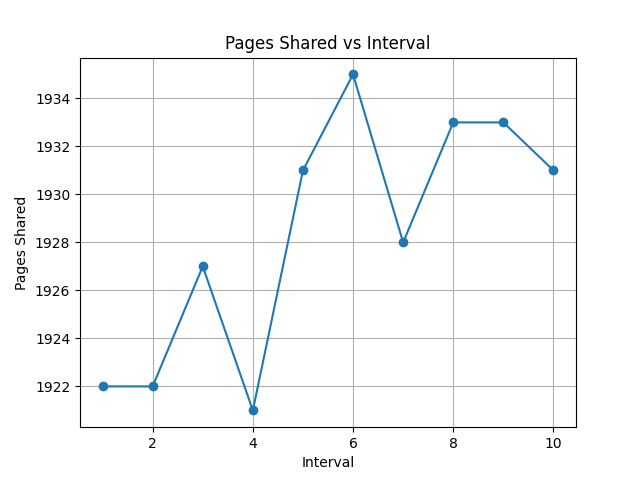 Pages Shared vs Interval
1934
1932
1930
1928
1926
1924
1922
Pages Shared
2 4 6 8 10
Interval